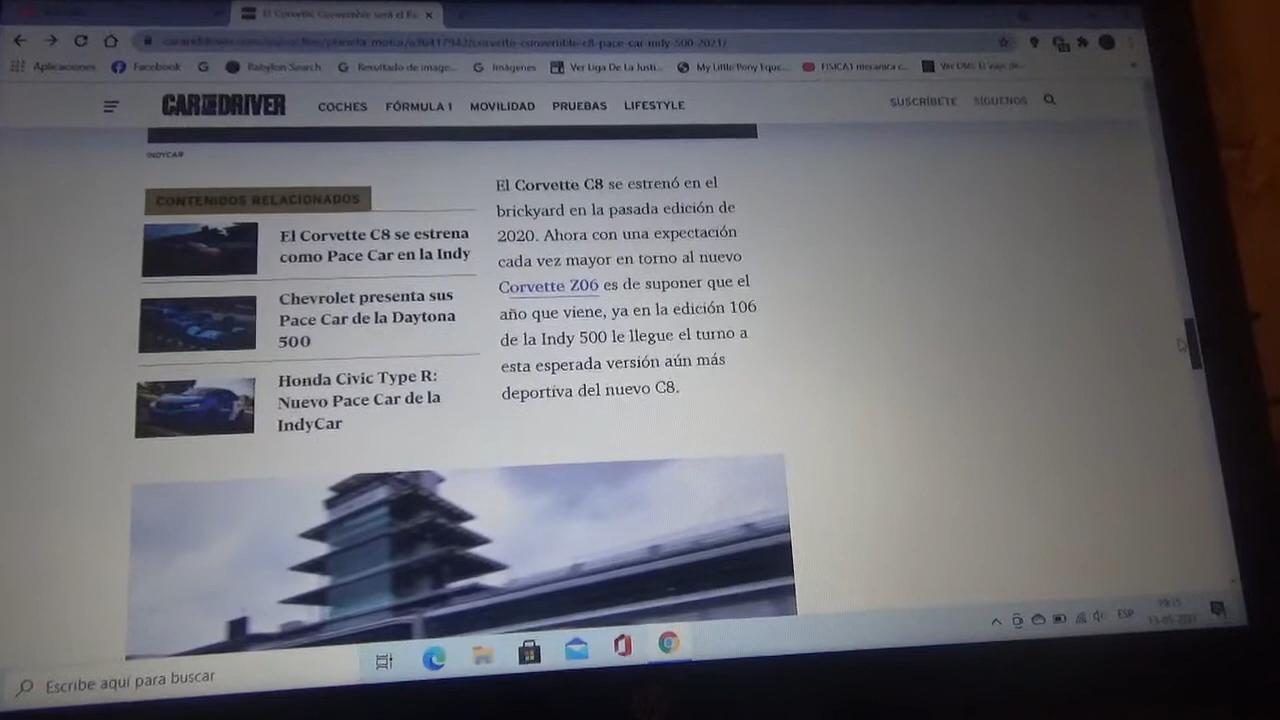 El Corvette Convertible será el Pa
Aplicaciones
Facebook
Babylon Search
Resultado de image...
Imágenes
Ver Liga De La Justi...
My Little Pony Eque...
FISICA1 mecanica c...
CAR AND DRIVER
COCHES
FÓRMULA 1
MOVILIDAD
PRUEBAS
LIFESTYLE
SUSCRÍBETE
SÍGUENOS
INDYCAR
CONTENIDOS RELACIONADOS
El Corvette C8 se estrena
como Pace Car en la Indy
Chevrolet presenta sus
Pace Car de la Daytona
500
Honda Civic Type R:
Nuevo Pace Car de la
IndyCar
El Corvette C8 se estrenó en el
brickyard en la pasada edición de
2020. Ahora con una expectación
cada vez mayor en torno al nuevo
Corvette Z06 es de suponer que el
año que viene, ya en la edición 106
de la Indy 500 le llegue el turno a
esta esperada versión aún más
deportiva del nuevo C8.
Escribe aquí para buscar
ESP